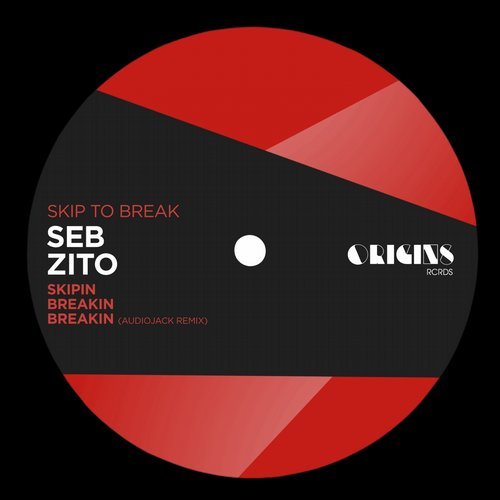 SKIP TO BREAK
SEB
ZITO
SKIPIN
BREAKIN
BREAKIN (AUDIOJACK REMIX)
ORIGINS
RCRDS